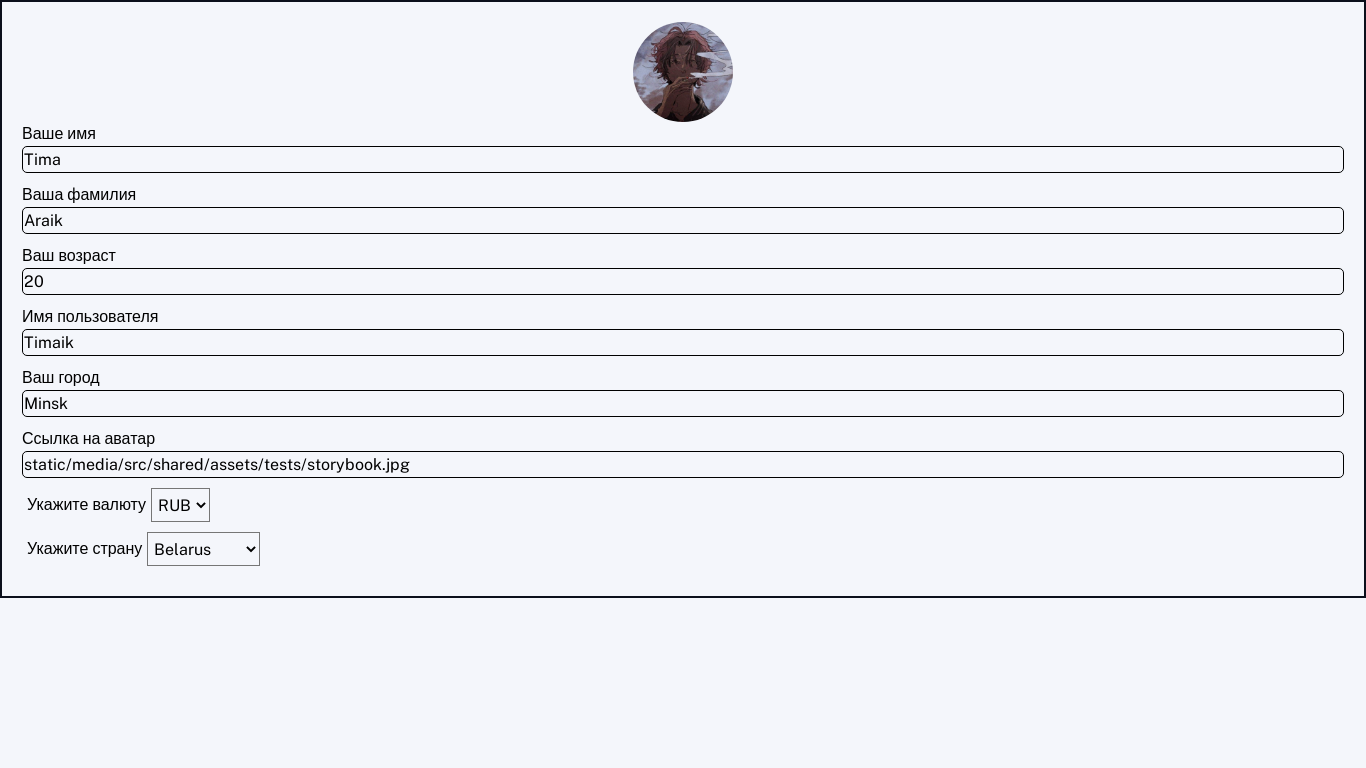 Ваше имя
Tima
Ваша фамилия
Araik
Ваш возраст
20
Имя пользователя
Timaik
Ваш город
Minsk
Ссылка на аватар
static/media/src/shared/assets/tests/storybook.jpg
Укажите валюту RUB
Укажите страну Belarus